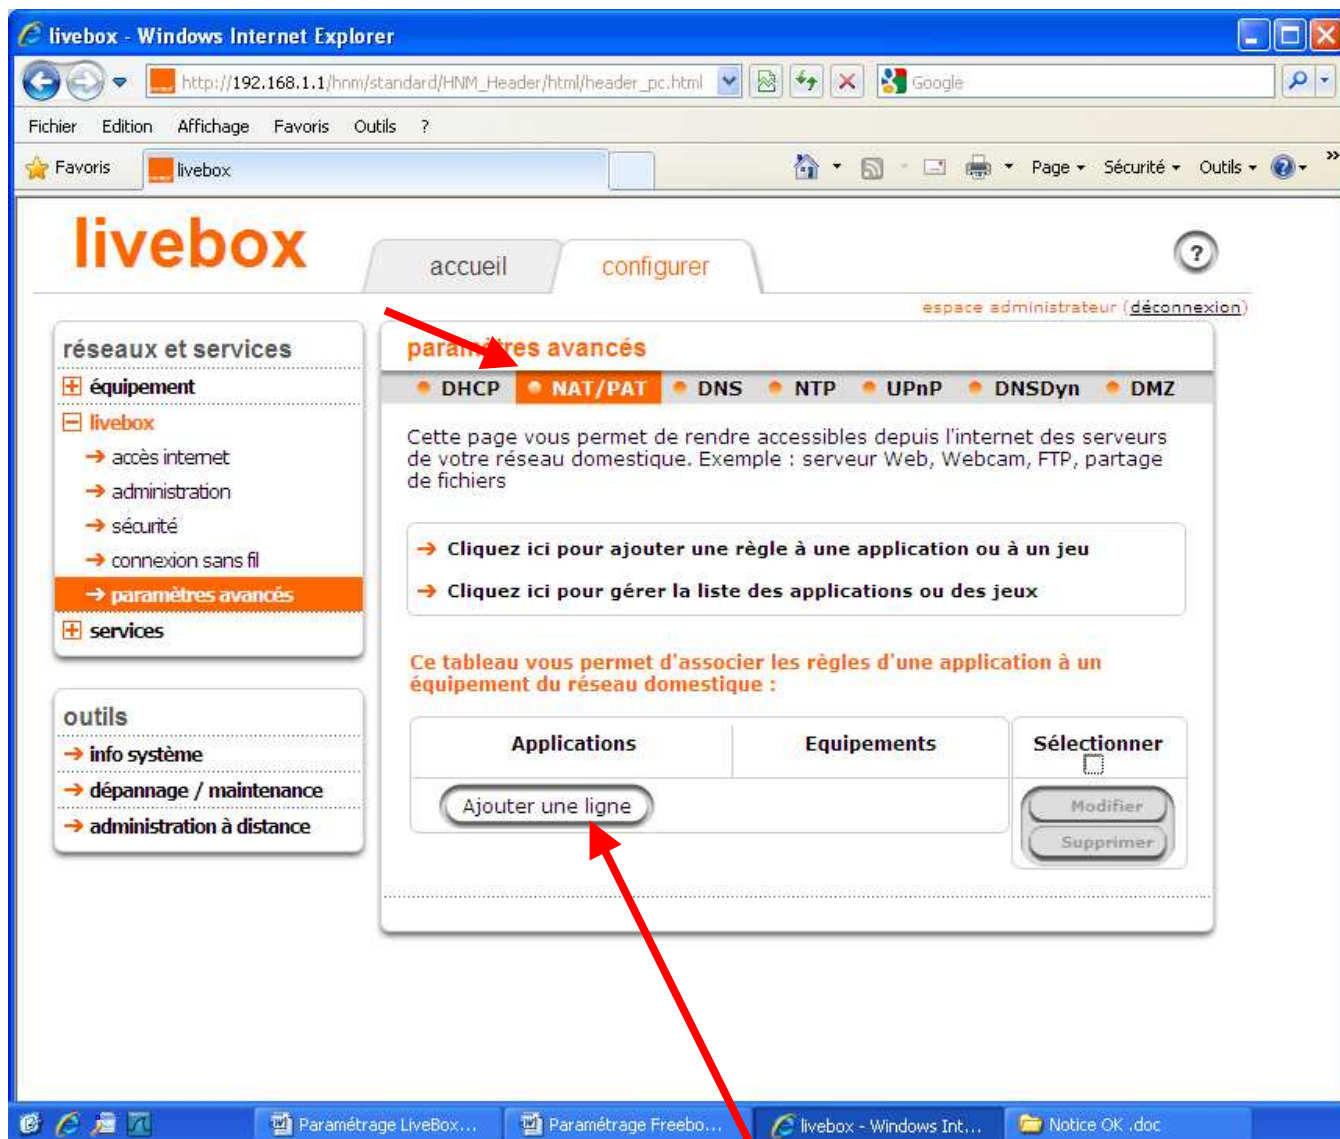 livebox - Windows Internet Explorer
http://192.168.1.1/hnm/standard/HNM_Header/html/header_pc.html
Google
Fichier Edition Affichage Favoris Outils ?
Favoris livebox Page Sécurité Outils »
livebox
accueil configurer ?
espace administrateur (déconnexion)
réseaux et services
équipement
livebox
accès internet
administration
sécurité
connexion sans fil
paramètres avancés
services
outils
info système
dépannage / maintenance
administration à distance
paramètres avancés
DHCP NAT/PAT DNS NTP UPnP DNSDyn DMZ
Cette page vous permet de rendre accessibles depuis l'internet des serveurs
de votre réseau domestique. Exemple : serveur Web, Webcam, FTP, partage
de fichiers
Cliquez ici pour ajouter une règle à une application ou à un jeu
Cliquez ici pour gérer la liste des applications ou des jeux
Ce tableau vous permet d'associer les règles d'une application à un
équipement du réseau domestique :
Applications Equipements Sélectionner
Ajouter une ligne
Modifier
Supprimer
Paramétrage LiveBox... Paramétrage Freebo... livebox - Windows Int... Notice OK .doc